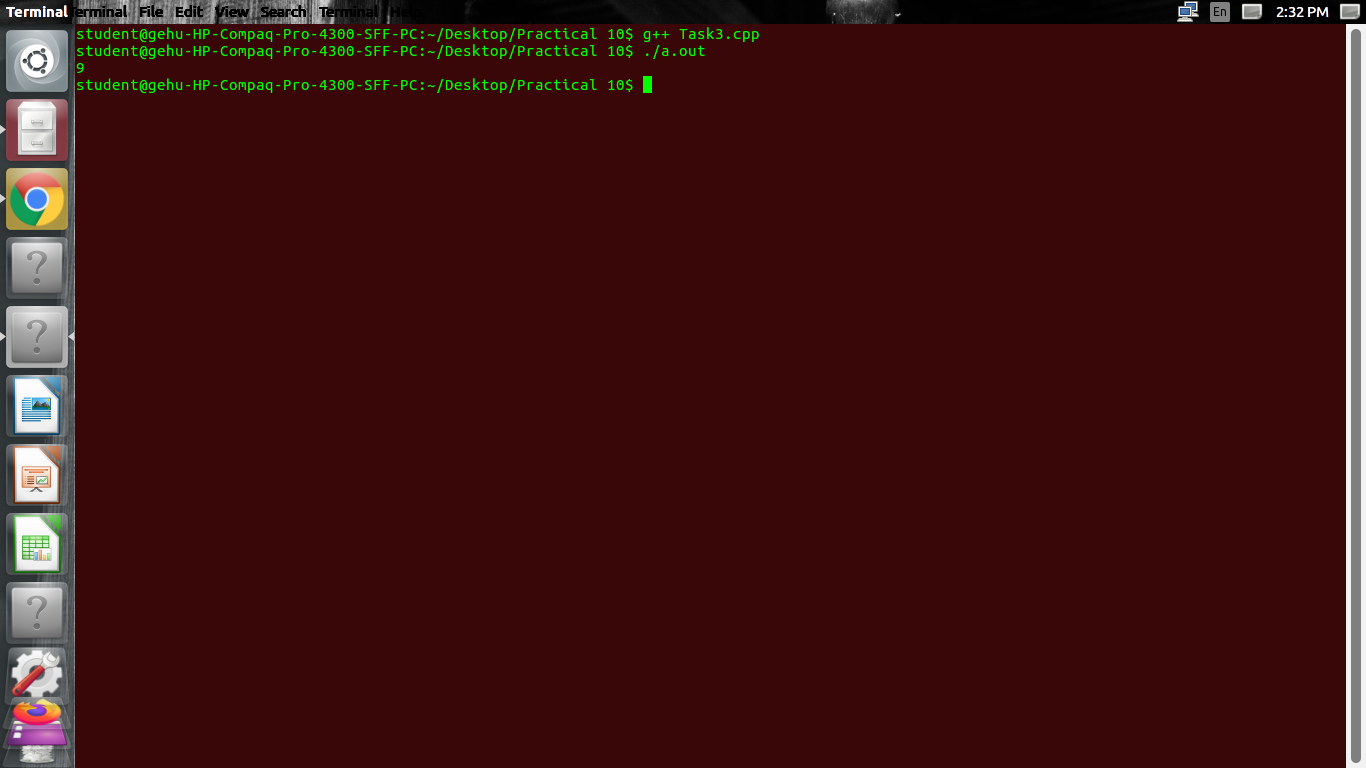 Terminal Terminal File Edit View Search Terminal Help En 2:32 PM
student@gehu-HP-Compaq-Pro-4300-SFF-PC:~/Desktop/Practical 10$ g++ Task3.cpp
student@gehu-HP-Compaq-Pro-4300-SFF-PC:~/Desktop/Practical 10$ ./a.out
9
student@gehu-HP-Compaq-Pro-4300-SFF-PC:~/Desktop/Practical 10$